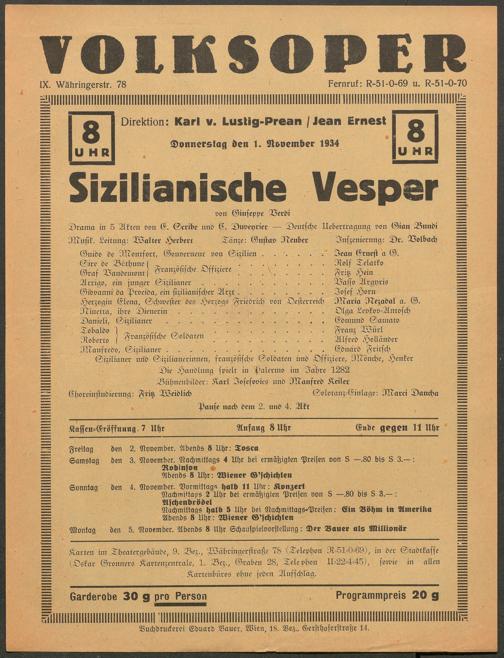 VOLKSOPER
IX. Währingerstr. 78 Fernruf: R-51-0-69 u. R-51-0-70
8 UHR Direktion: Karl v. Lustig-Prean / Jean Ernest 8 UHR
Donnerstag den 1. November 1934
Sizilianische Vesper
von Giuseppe Verdi
Drama in 5 Akten von E. Scribe und C. Duveyrier — Deutsche Uebertragung von Gian Bundi
Musik. Leitung: Walter Herbert Tänze: Gustav Neuber Inszenierung: Dr. Volbach
Guido de Montfort, Gouverneur von Sizilien . . . . Jean Ernest a G.
Sire de Béthune } Französische Offiziere . . . . Rolf Telasko
Graf Vandemont } . . . . Fritz Hein
Arrigo, ein junger Sizilianer . . . . Vasso Argyris
Giovanni da Procida, ein sizilianischer Arzt . . . . Josef Horn
Herzogin Elena, Schwester des Herzogs Friedrich von Oesterreich Maria Nezadal a. G.
Ninetta, ihre Dienerin . . . . Olga Levko-Antosch
Danieli, Sizilianer . . . . Edmund Santato
Tobaldo } Französische Soldaten . . . . Franz Würl
Roberto } . . . . Alfred Holländer
Manfredo, Sizilianer . . . . Eduard Fritsch
Sizilianer und Sizilianerinnen, französische Soldaten und Offiziere, Mönche, Henker
Die Handlung spielt in Palermo im Jahre 1282
Bühnenbilder: Karl Josefovics und Manfred Keiler
Choreinstudierung: Fritz Weidlich Solotanz-Einlage: Marci Dancha
Pause nach dem 2. und 4. Akt
Kassen-Eröffnung 7 Uhr Anfang 8 Uhr Ende gegen 11 Uhr
Freitag den 2. November. Abends 8 Uhr: Tosca
Samstag den 3. November. Nachmittags 4 Uhr bei ermäßigten Preisen von S —.80 bis S 3.—:
Robinson
Abends 8 Uhr: Wiener G'schichten
Sonntag den 4. November. Vormittags halb 11 Uhr: Konzert
Nachmittags 2 Uhr bei ermäßigten Preisen von S —.80 bis S 3.—:
Aschenbrödel
Nachmittags halb 5 Uhr bei Nachmittags-Preisen: Ein Böhm in Amerika
Abends 8 Uhr: Wiener G'schichten
Montag den 5. November. Abends 8 Uhr Schauspielvorstellung: Der Bauer als Millionär
Karten im Theatergebäude, 9. Bez., Währingerstraße 78 (Telephon R-51-0-69), in der Stadtkasse
(Oskar Gronners Kartenzentrale, 1. Bez., Graben 28, Telephon U-22-4-45), sowie in allen
Kartenbüros ohne jeden Aufschlag.
Garderobe 30 g pro Person Programmpreis 20 g
Buchdruckerei Eduard Bauer, Wien, 18. Bez., Gersthoferstraße 14.